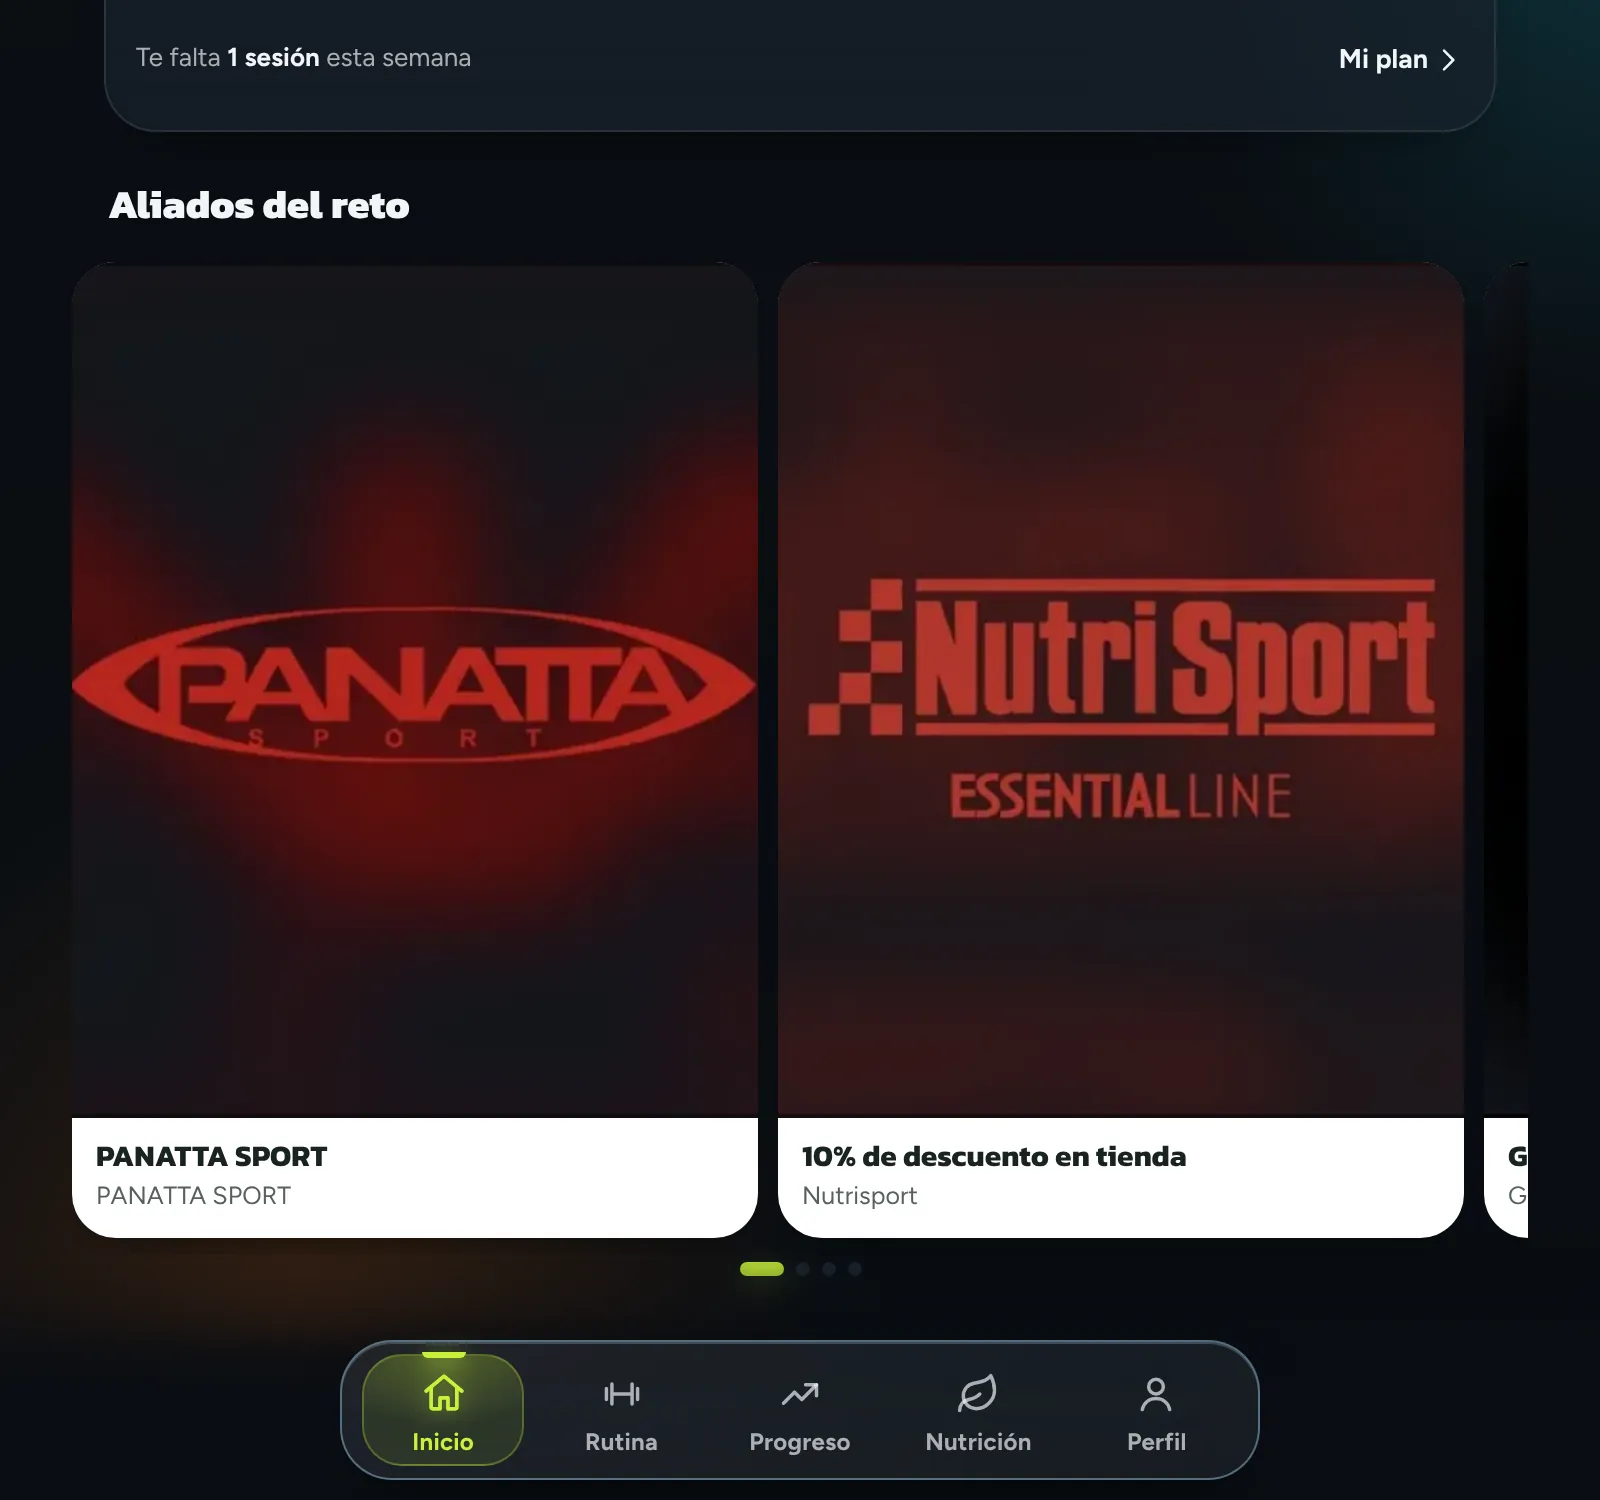 Te falta 1 sesión esta semana
Mi plan
Aliados del reto
PANATTA
SPORT
NutriSport
ESSENTIAL LINE
PANATTA SPORT
PANATTA SPORT
10% de descuento en tienda
Nutrisport
G
G
Inicio
Rutina
Progreso
Nutrición
Perfil